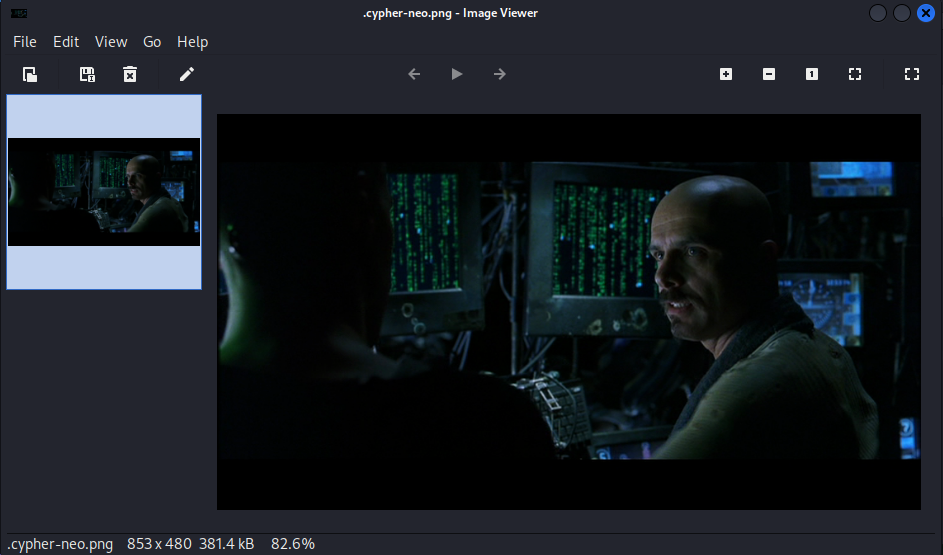 .cypher-neo.png - Image Viewer
File Edit View Go Help
1
.cypher-neo.png 853 x 480 381.4 kB 82.6%